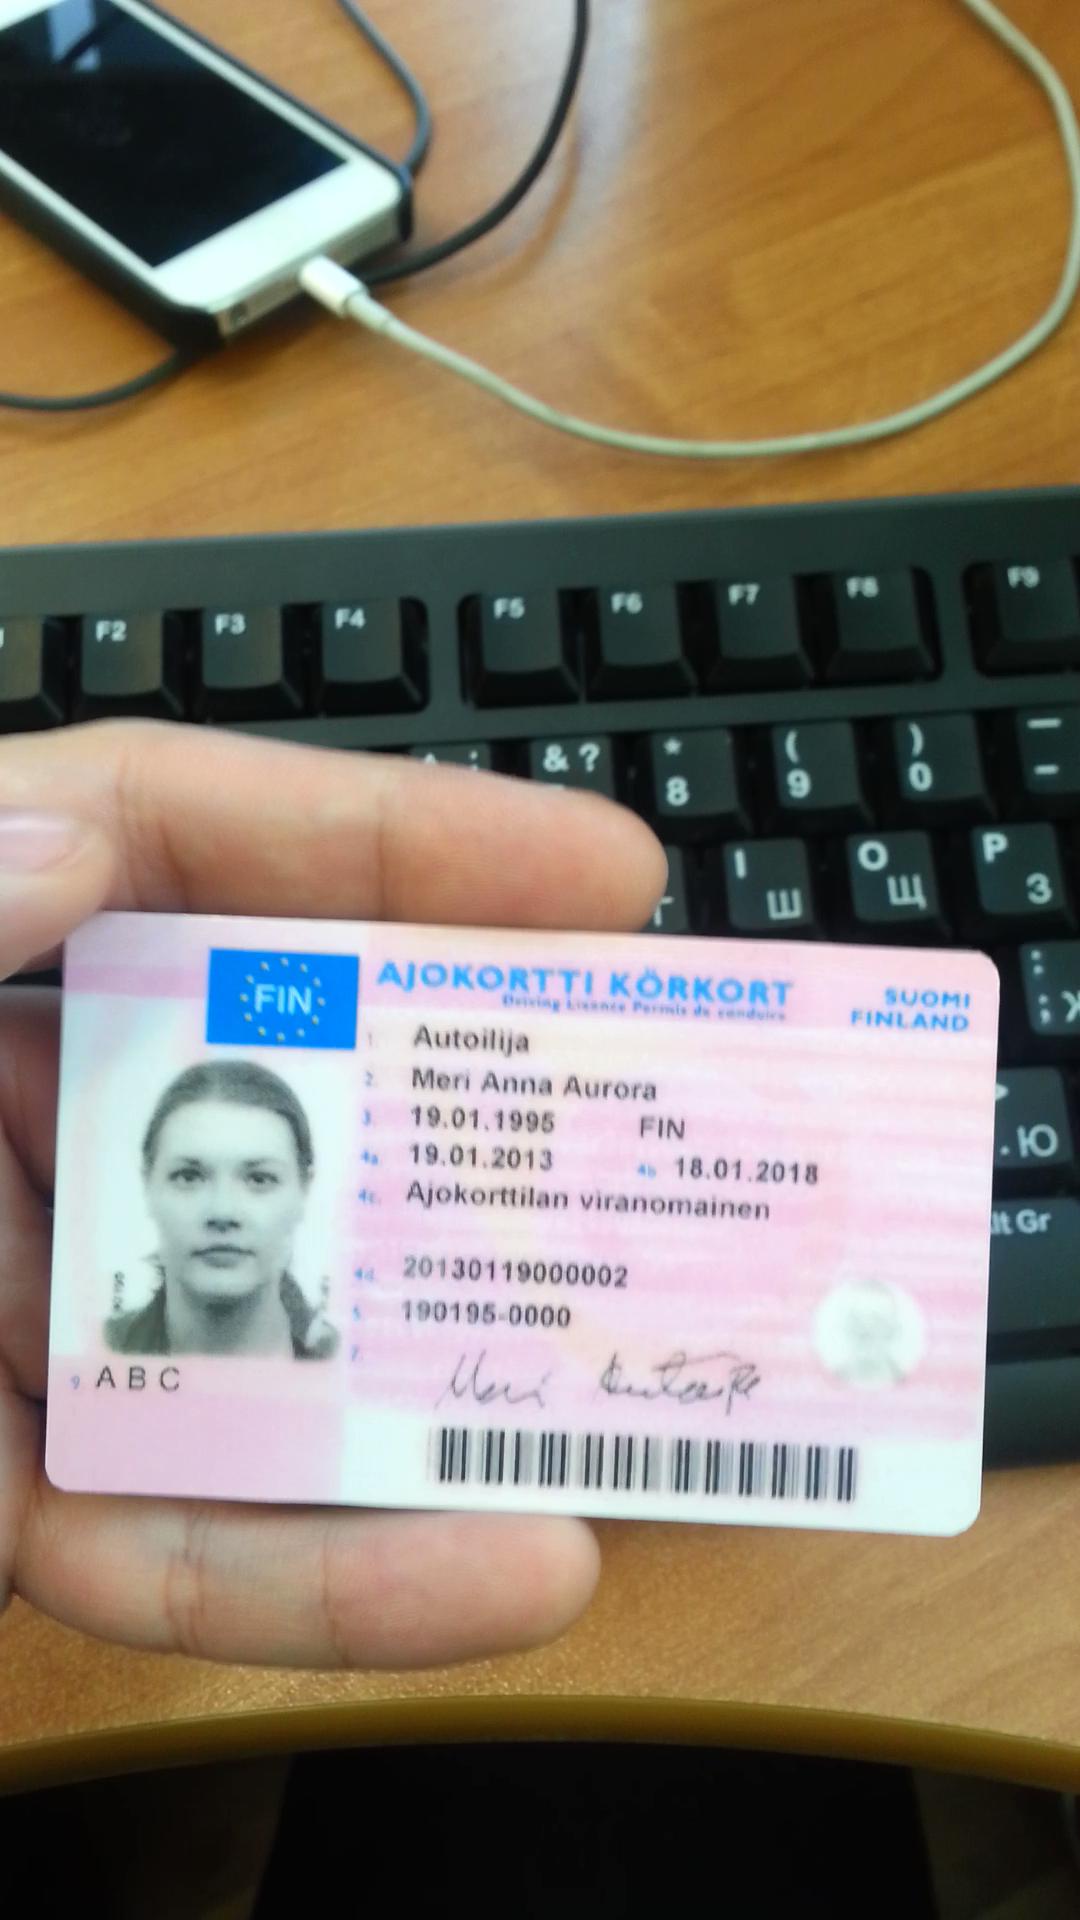 F2 F3 F4 F5 F6 F7 F8 F9
& ? * ( ) — -
8 9 0
I Ш O Щ P З
; Ж
> . Ю
lt Gr
FIN
AJOKORTTI KÖRKORT
Driving Licence Permis de conduire
SUOMI
FINLAND
1. Autoilija
2. Meri Anna Aurora
3. 19.01.1995 FIN
4a. 19.01.2013 4b. 18.01.2018
4c. Ajokorttilan viranomainen
4d. 20130119000002
5. 190195-0000
7. Meri Autoilija
9. A B C